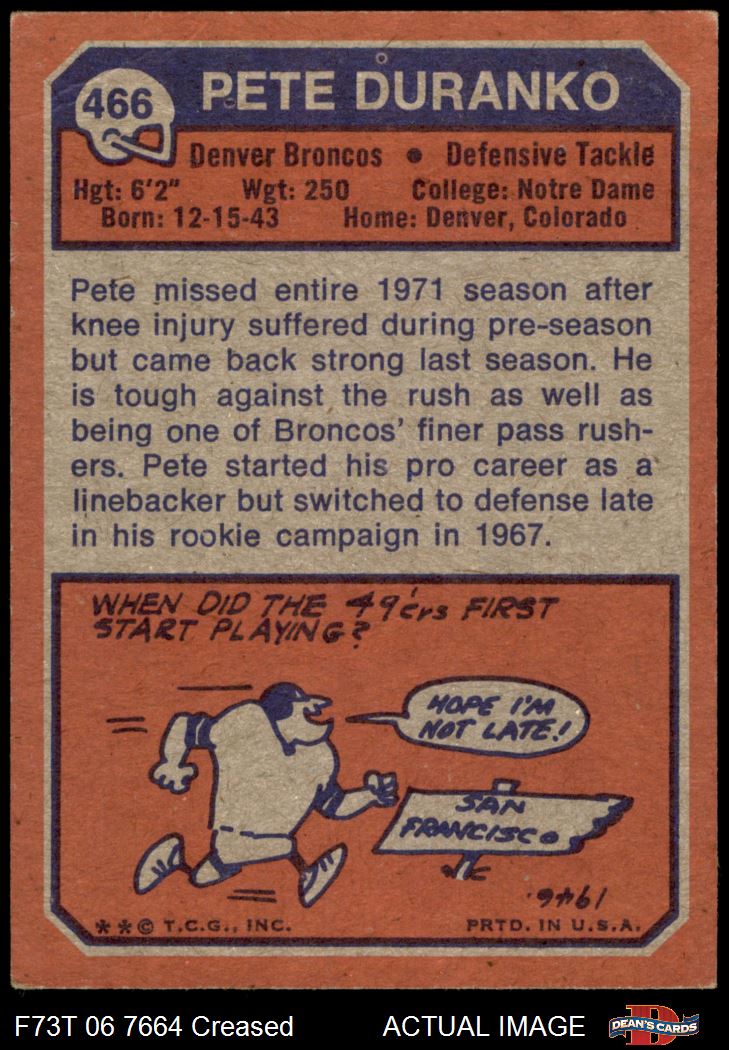 466
PETE DURANKO
Denver Broncos • Defensive Tackle
Hgt: 6'2" Wgt: 250 College: Notre Dame
Born: 12-15-43 Home: Denver, Colorado
Pete missed entire 1971 season after
knee injury suffered during pre-season
but came back strong last season. He
is tough against the rush as well as
being one of Broncos' finer pass rush-
ers. Pete started his pro career as a
linebacker but switched to defense late
in his rookie campaign in 1967.
WHEN DID THE 49'ers FIRST
START PLAYING?
HOPE I'M
NOT LATE!
SAN
FRANCISCO
1946.
**© T.C.G., INC. PRTD. IN U.S.A.
F73T 06 7664 Creased ACTUAL IMAGE
DEAN'S CARDS